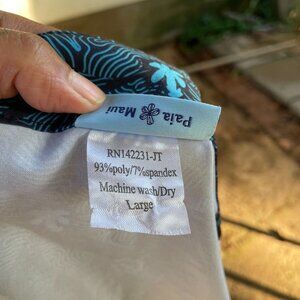 Paia, Maui
RN142231-JT
93%poly/7%spandex
Machine wash/Dry
Large